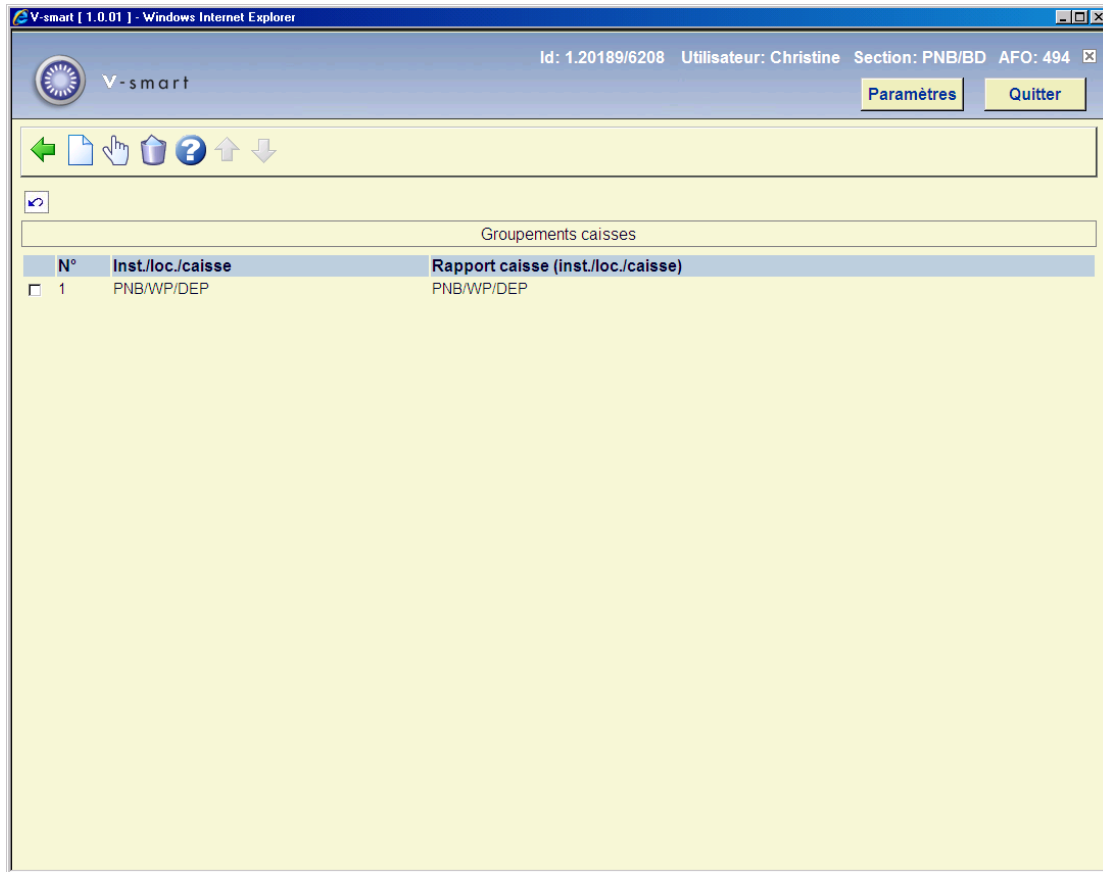 V-smart [ 1.0.01 ] - Windows Internet Explorer
Id: 1.20189/6208 Utilisateur: Christine Section: PNB/BD AFO: 494
V-smart
Paramètres Quitter
Groupements caisses
N° Inst./loc./caisse Rapport caisse (inst./loc./caisse)
1 PNB/WP/DEP PNB/WP/DEP